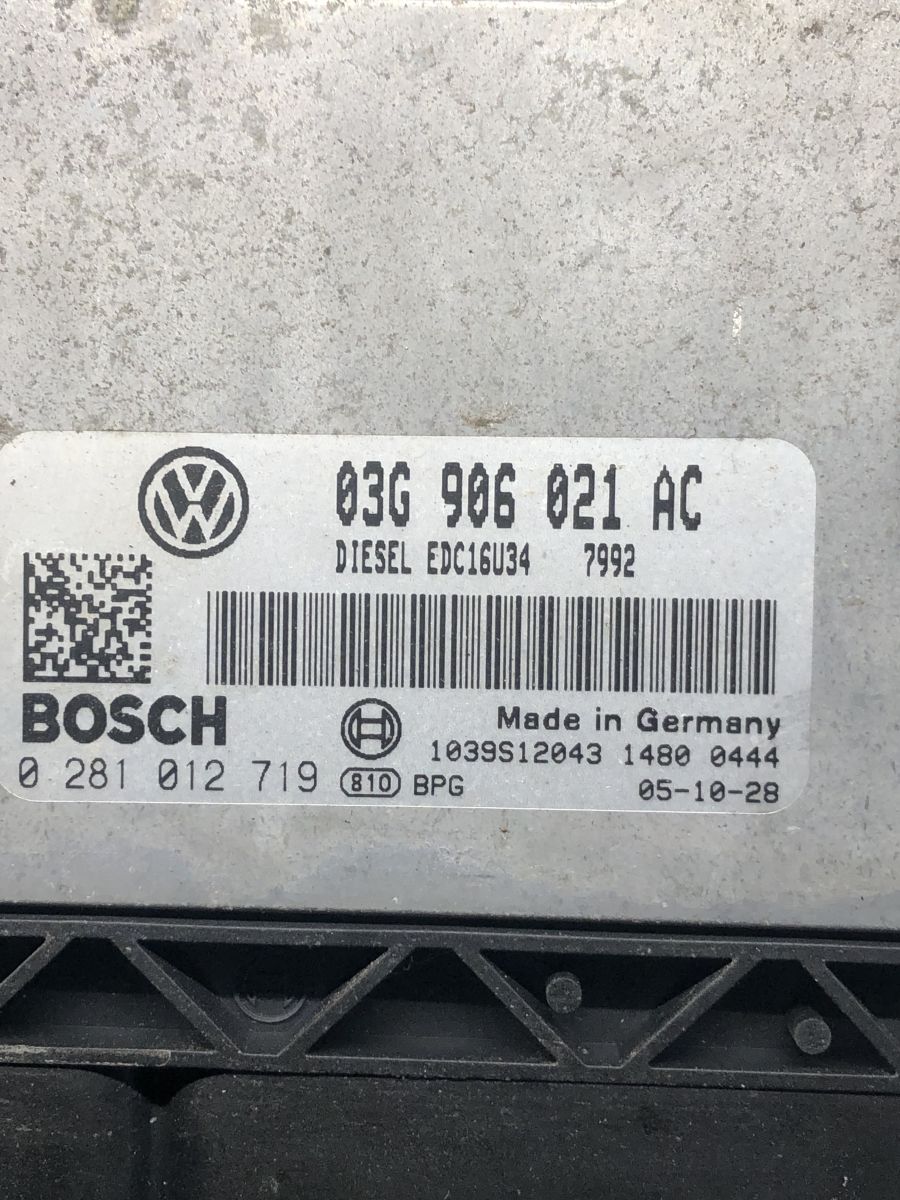 03G 906 021 AC
DIESEL EDC16U34 7992
BOSCH
Made in Germany
1039S12043 1480 0444
0 281 012 719
810 BPG
05-10-28